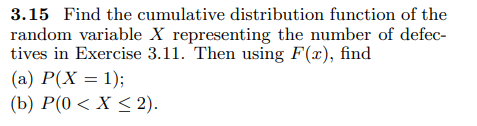 3.15 Find the cumulative distribution function of the
random variable X representing the number of defec-
tives in Exercise 3.11. Then using F(x), find
(a) P(X = 1);
(b) P(0 < X ≤ 2).